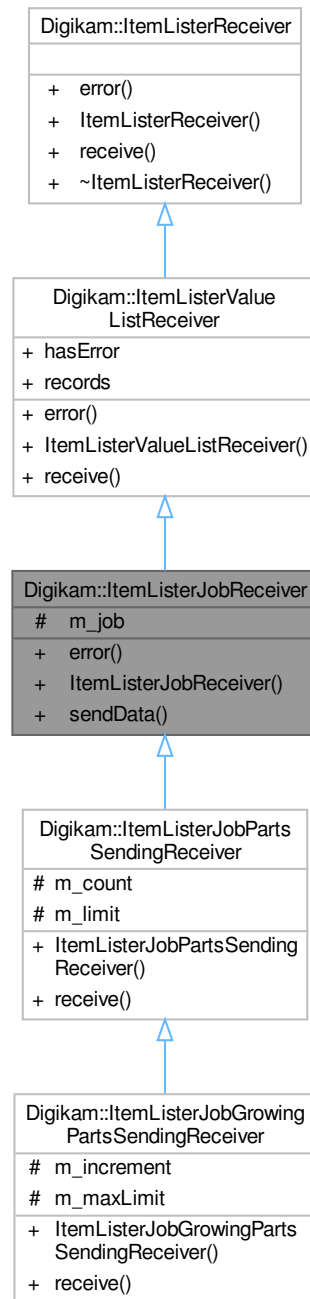 Digikam::ItemListerReceiver
+ error()
+ ItemListerReceiver()
+ receive()
+ ~ItemListerReceiver()
Digikam::ItemListerValue
ListReceiver
+ hasError
+ records
+ error()
+ ItemListerValueListReceiver()
+ receive()
Digikam::ItemListerJobReceiver
# m_job
+ error()
+ ItemListerJobReceiver()
+ sendData()
Digikam::ItemListerJobParts
SendingReceiver
# m_count
# m_limit
+ ItemListerJobPartsSending
Receiver()
+ receive()
Digikam::ItemListerJobGrowing
PartsSendingReceiver
# m_increment
# m_maxLimit
+ ItemListerJobGrowingParts
SendingReceiver()
+ receive()